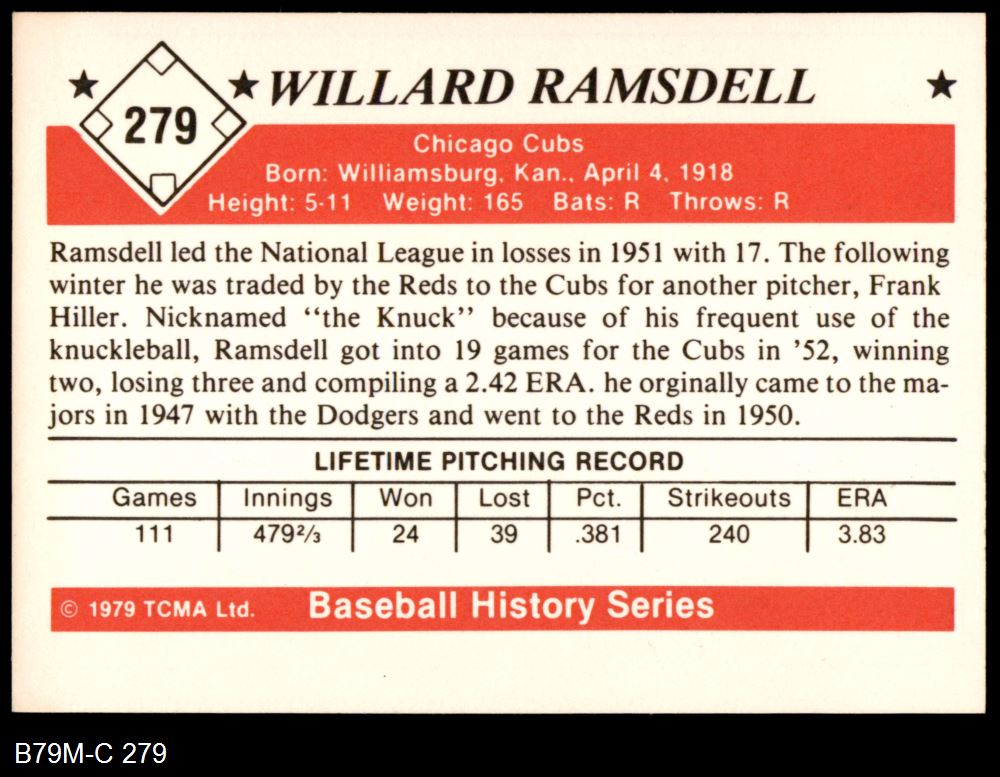 279
WILLARD RAMSDELL
Chicago Cubs
Born: Williamsburg, Kan., April 4, 1918
Height: 5-11 Weight: 165 Bats: R Throws: R
Ramsdell led the National League in losses in 1951 with 17. The following
winter he was traded by the Reds to the Cubs for another pitcher, Frank
Hiller. Nicknamed ‘‘the Knuck’’ because of his frequent use of the
knuckleball, Ramsdell got into 19 games for the Cubs in ’52, winning
two, losing three and compiling a 2.42 ERA. he orginally came to the ma-
jors in 1947 with the Dodgers and went to the Reds in 1950.
LIFETIME PITCHING RECORD
Games Innings Won Lost Pct. Strikeouts ERA
111 479⅔ 24 39 .381 240 3.83
© 1979 TCMA Ltd. Baseball History Series
B79M-C 279